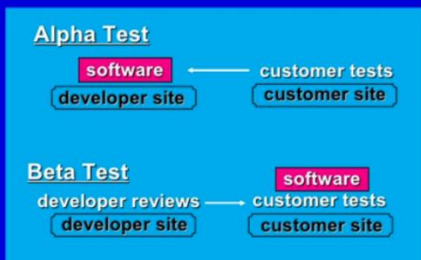 Alpha Test
software customer tests
developer site customer site
Beta Test
software
developer reviews customer tests
developer site customer site